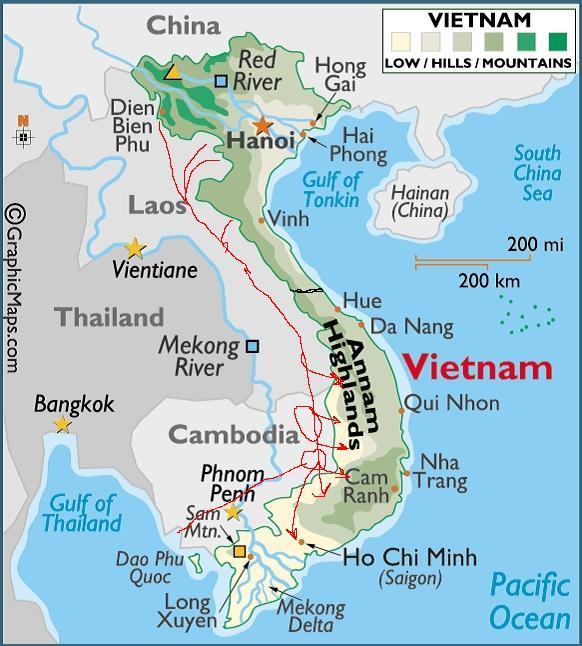 VIETNAM
LOW / HILLS / MOUNTAINS
China
Red
River
Hong
Gai
Dien
Bien
Phu
Hanoi
Hai
Phong
N
South
China
Sea
Gulf of
Tonkin
Hainan
(China)
Laos
Vinh
©GraphicMaps.com
Vientiane
200 mi
200 km
Thailand
Hue
Da Nang
Mekong
River
Annam
Highlands
Vietnam
Bangkok
Qui Nhon
Cambodia
Phnom
Penh
Nha
Trang
Cam
Ranh
Gulf of
Thailand
Sam
Mtn.
Dao Phu
Quoc
Ho Chi Minh
(Saigon)
Long
Xuyen
Mekong
Delta
Pacific
Ocean